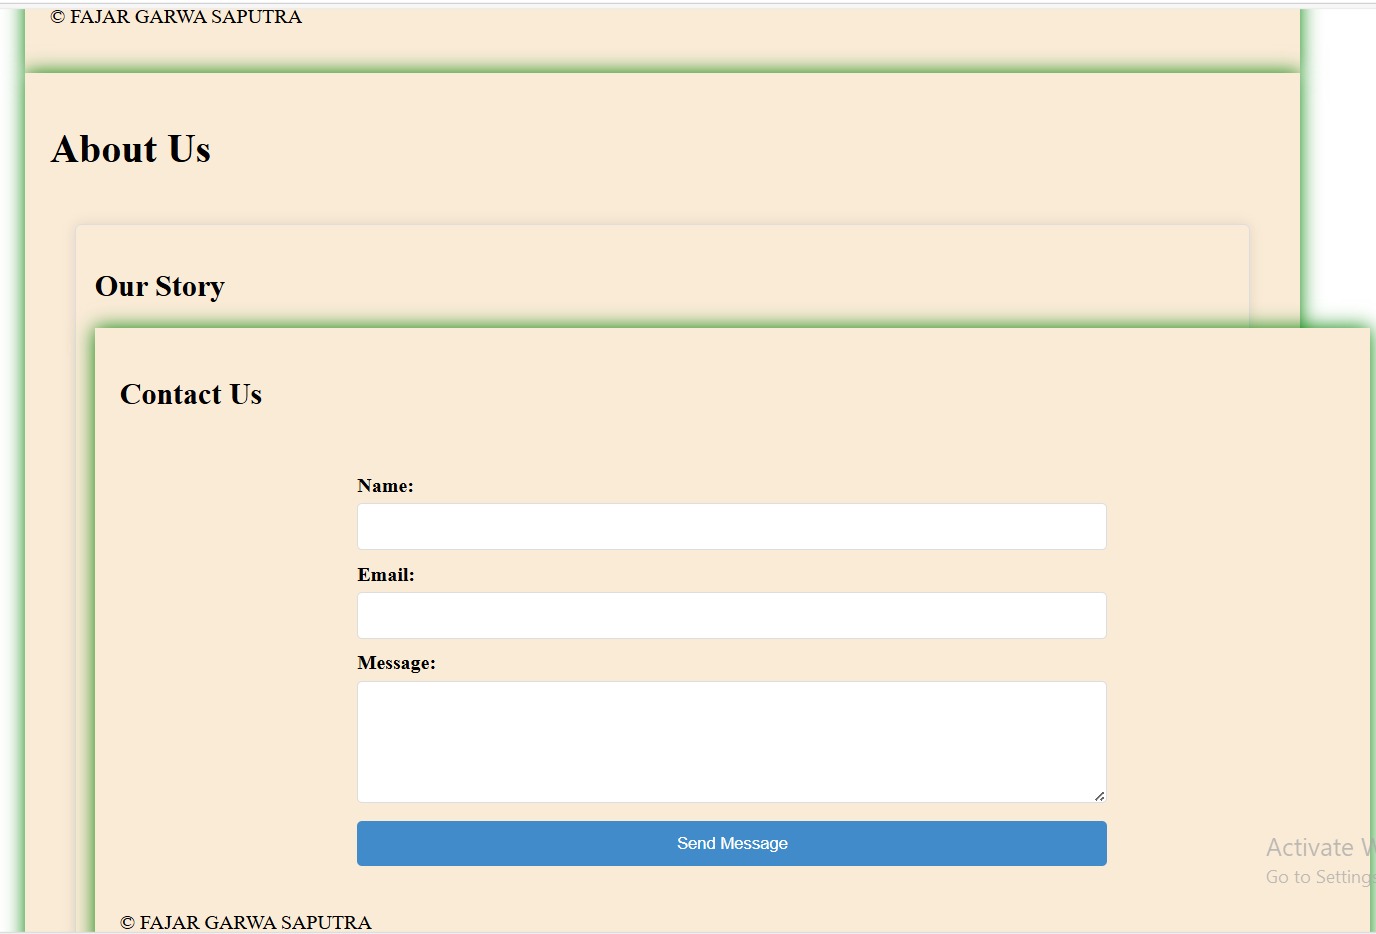 © FAJAR GARWA SAPUTRA
About Us
Our Story
Contact Us
Name:
Email:
Message:
Send Message
Activate
Go to Settings
© FAJAR GARWA SAPUTRA